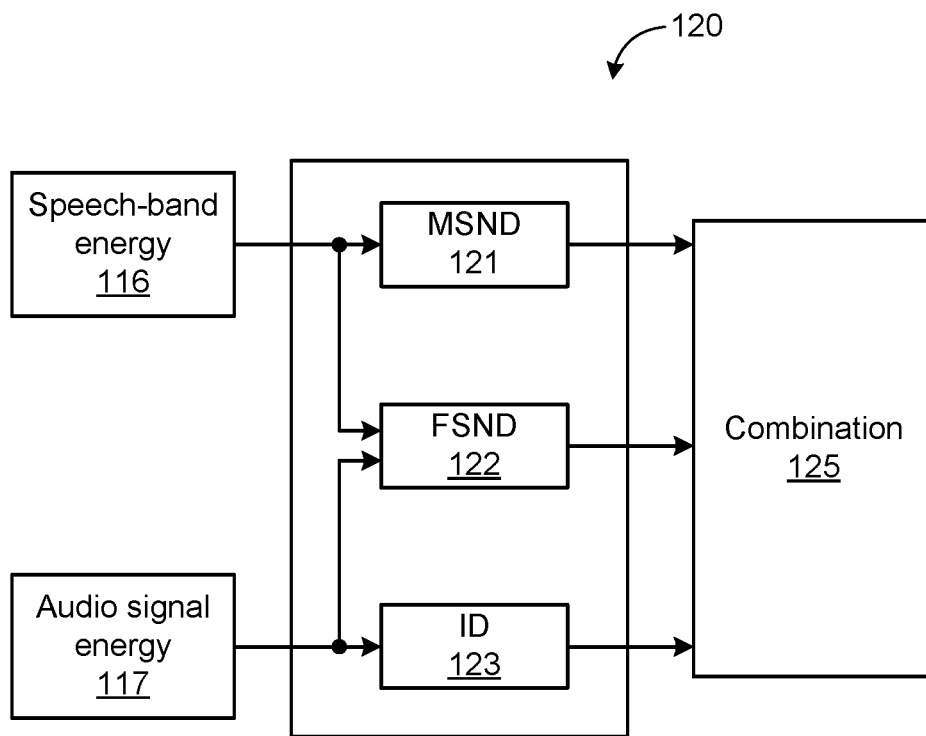 120
Speech-band
energy
116
MSND
121
FSND
122
Combination
125
Audio signal
energy
117
ID
123